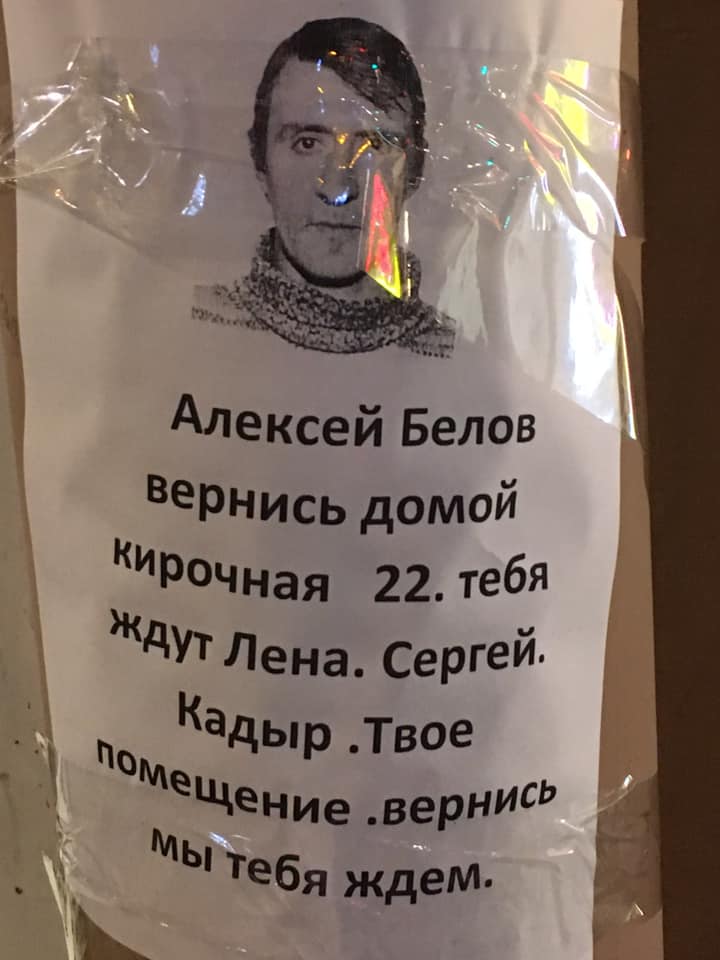 Алексей Белов
вернись домой
кирочная 22. тебя
ждут Лена. Сергей.
Кадыр .Твое
помещение .вернись
мы тебя ждем.